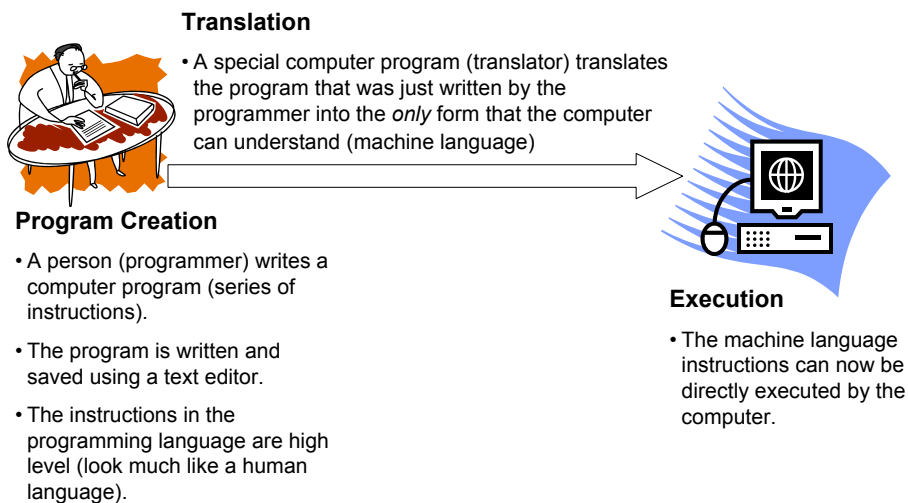 Translation
• A special computer program (translator) translates
the program that was just written by the
programmer into the only form that the computer
can understand (machine language)
Program Creation
• A person (programmer) writes a
computer program (series of
instructions).
• The program is written and
saved using a text editor.
• The instructions in the
programming language are high
level (look much like a human
language).
Execution
• The machine language
instructions can now be
directly executed by the
computer.